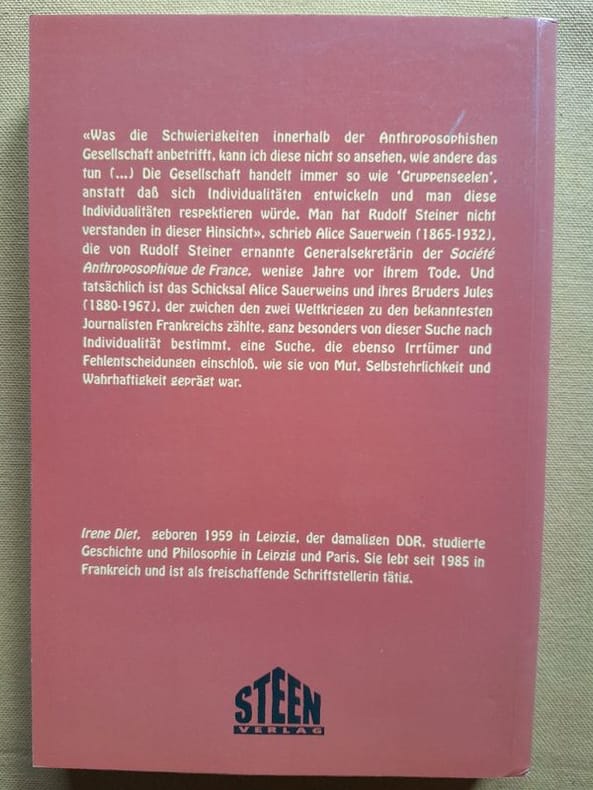 «Was die Schwierigkeiten innerhalb der Anthroposophishen
Gesellschaft anbetrifft, kann ich diese nicht so ansehen, wie andere das
tun (...) Die Gesellschaft handelt immer so wie "Gruppenseelen",
anstatt daß sich Individualitäten entwickeln und man diese
Individualitäten respektieren würde. Man hat Rudolf Steiner nicht
verstanden in dieser Hinsicht», schrieb Alice Sauerwein (1865-1932),
die von Rudolf Steiner ernannte Generalsekretärin der Société
Anthroposophique de France, wenige Jahre vor ihrem Tode. Und
tatsächlich ist das Schicksal Alice Sauerweins und ihres Bruders Jules
(1880-1967), der zwichen den zwei Weltkriegen zu den bekanntesten
Journalisten Frankreichs zählte, ganz besonders von dieser Suche nach
Individualität bestimmt, eine Suche, die ebenso Irrtümer und
Fehlentscheidungen einschloß, wie sie von Mut, Selbstehrlichkeit und
Wahrhaftigkeit geprägt war.
Irene Diet, geboren 1959 in Leipzig, der damaligen DDR, studierte
Geschichte und Philosophie in Leipzig und Paris. Sie lebt seit 1985 in
Frankreich und ist als freischaffende Schriftstellerin tätig.
STEEN
VERLAG